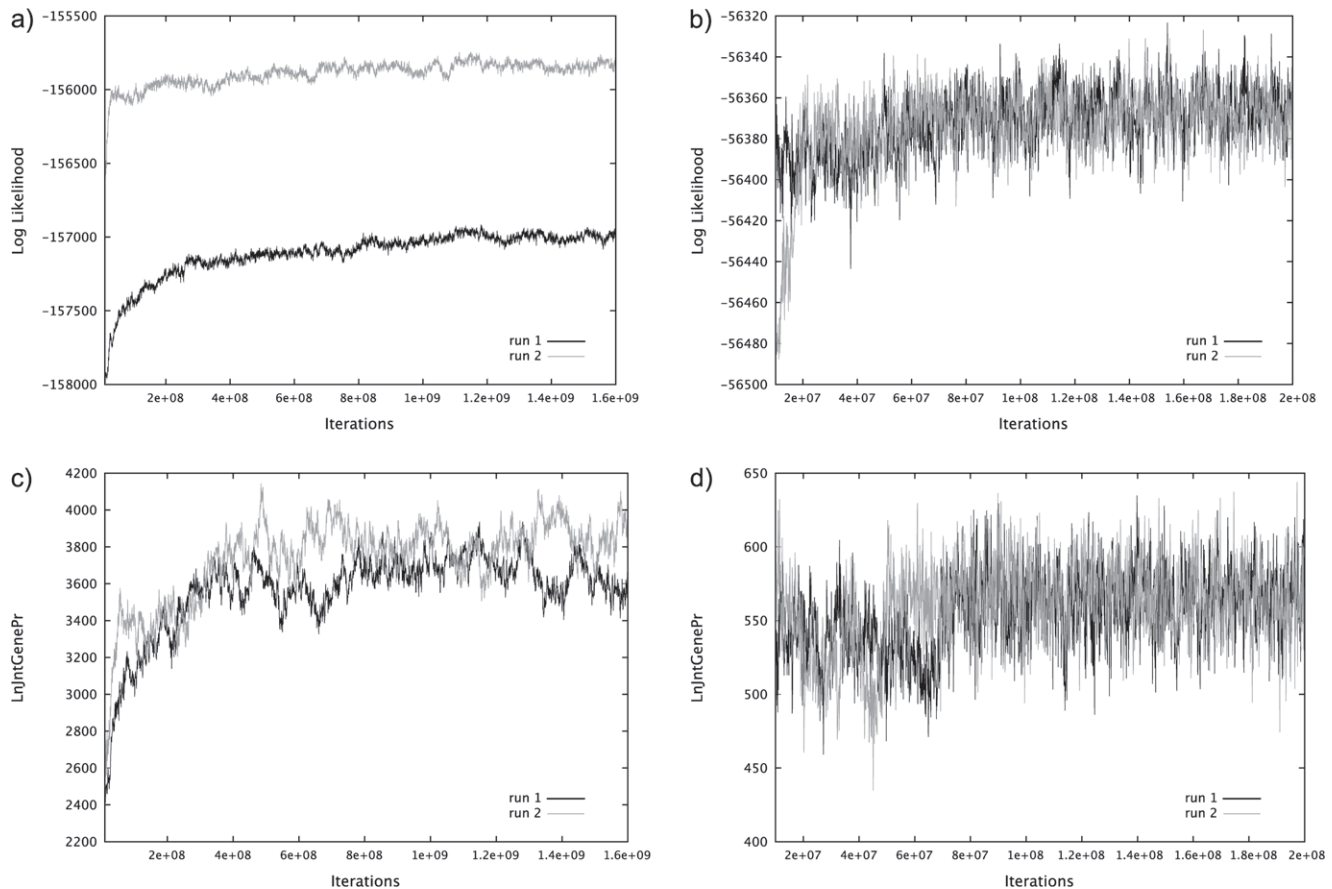 a)
-155500
-156000
-156500
-157000
-157500
-158000
Log Likelihood
run 1
run 2
2e+08 4e+08 6e+08 8e+08 1e+09 1.2e+09 1.4e+09 1.6e+09
Iterations
b)
-56320
-56340
-56360
-56380
-56400
-56420
-56440
-56460
-56480
-56500
Log Likelihood
run 1
run 2
2e+07 4e+07 6e+07 8e+07 1e+08 1.2e+08 1.4e+08 1.6e+08 1.8e+08 2e+08
Iterations
c)
4200
4000
3800
3600
3400
3200
3000
2800
2600
2400
2200
LnJntGenePr
run 1
run 2
2e+08 4e+08 6e+08 8e+08 1e+09 1.2e+09 1.4e+09 1.6e+09
Iterations
d)
650
600
550
500
450
400
LnJntGenePr
run 1
run 2
2e+07 4e+07 6e+07 8e+07 1e+08 1.2e+08 1.4e+08 1.6e+08 1.8e+08 2e+08
Iterations